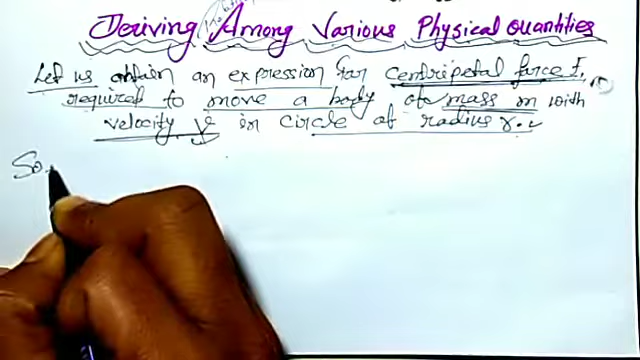 Deriving Among Various Physical Quantities
Let us obtain an expression for centripetal force F,
required to move a body of mass m with
velocity v in circle of radius r.
So